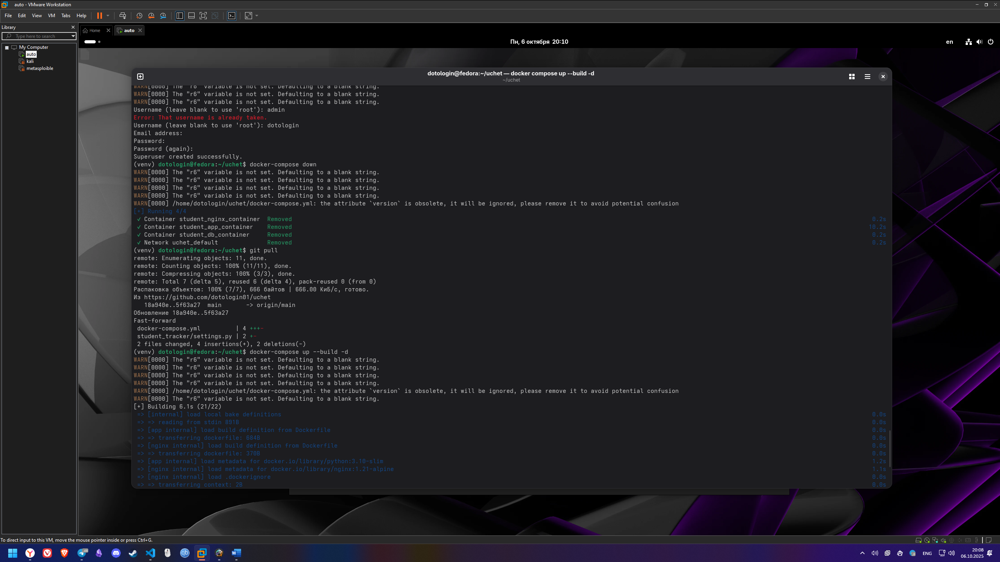 auto - VMware Workstation
File Edit View VM Tabs Help
Library
Type here to search
My Computer
auto
kali
metasploible
Home
auto
Пн, 6 октября 20:10
en
dotologin@fedora:~/uchet — docker compose up --build -d
~/uchet
WARN[0000] The "r6" variable is not set. Defaulting to a blank string.
WARN[0000] The "r6" variable is not set. Defaulting to a blank string.
WARN[0000] The "r6" variable is not set. Defaulting to a blank string.
Username (leave blank to use 'root'): admin
Error: That username is already taken.
Username (leave blank to use 'root'): dotologin
Email address:
Password:
Password (again):
Superuser created successfully.
(venv) dotologin@fedora:~/uchet$ docker-compose down
WARN[0000] The "r6" variable is not set. Defaulting to a blank string.
WARN[0000] The "r6" variable is not set. Defaulting to a blank string.
WARN[0000] The "r6" variable is not set. Defaulting to a blank string.
WARN[0000] The "r6" variable is not set. Defaulting to a blank string.
WARN[0000] /home/dotologin/uchet/docker-compose.yml: the attribute `version` is obsolete, it will be ignored, please remove it to avoid potential confusion
[+] Running 4/4
✓ Container student_nginx_container Removed 0.2s
✓ Container student_app_container Removed 10.2s
✓ Container student_db_container Removed 0.2s
✓ Network uchet_default Removed 0.2s
(venv) dotologin@fedora:~/uchet$ git pull
remote: Enumerating objects: 11, done.
remote: Counting objects: 100% (11/11), done.
remote: Compressing objects: 100% (3/3), done.
remote: Total 7 (delta 5), reused 6 (delta 4), pack-reused 0 (from 0)
Распаковка объектов: 100% (7/7), 666 байтов | 666.00 КиБ/с, готово.
Из https://github.com/dotologin01/uchet
18a940e..5f63a27 main -> origin/main
Обновление 18a940e..5f63a27
Fast-forward
docker-compose.yml | 4 +++-
student_tracker/settings.py | 2 +-
2 files changed, 4 insertions(+), 2 deletions(-)
(venv) dotologin@fedora:~/uchet$ docker-compose up --build -d
WARN[0000] The "r6" variable is not set. Defaulting to a blank string.
WARN[0000] The "r6" variable is not set. Defaulting to a blank string.
WARN[0000] The "r6" variable is not set. Defaulting to a blank string.
WARN[0000] The "r6" variable is not set. Defaulting to a blank string.
WARN[0000] /home/dotologin/uchet/docker-compose.yml: the attribute `version` is obsolete, it will be ignored, please remove it to avoid potential confusion
WARN[0000] The "r6" variable is not set. Defaulting to a blank string.
[+] Building 6.1s (21/22)
=> [internal] load local bake definitions 0.0s
=> => reading from stdin 891B 0.0s
=> [app internal] load build definition from Dockerfile 0.0s
=> => transferring dockerfile: 684B 0.0s
=> [nginx internal] load build definition from Dockerfile 0.0s
=> => transferring dockerfile: 370B 0.0s
=> [app internal] load metadata for docker.io/library/python:3.10-slim 1.2s
=> [nginx internal] load metadata for docker.io/library/nginx:1.21-alpine 1.1s
=> [nginx internal] load .dockerignore 0.0s
=> => transferring context: 2B 0.0s
To direct input to this VM, move the mouse pointer inside or press Ctrl+G.
48
qb
W
ENG
20:08
06.10.2025